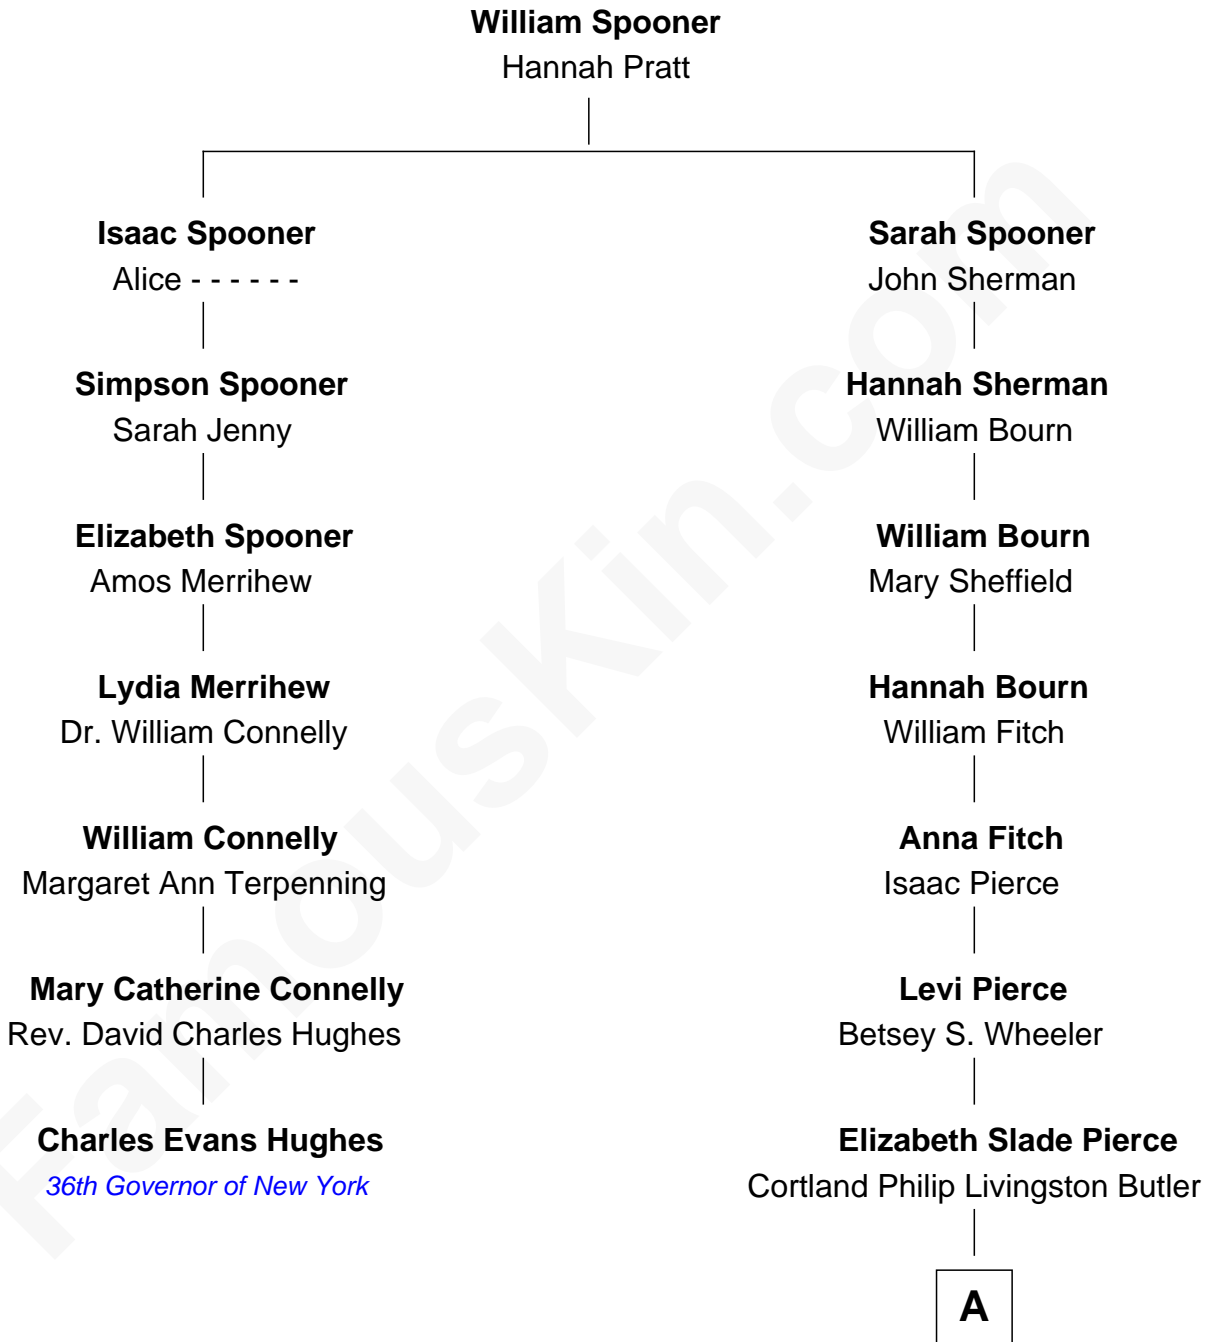 William Spooner
Hannah Pratt
Isaac Spooner
Alice - - - - - -
Sarah Spooner
John Sherman
Simpson Spooner
Sarah Jenny
Hannah Sherman
William Bourn
Elizabeth Spooner
Amos Merrihew
William Bourn
Mary Sheffield
Lydia Merrihew
Dr. William Connelly
Hannah Bourn
William Fitch
William Connelly
Margaret Ann Terpenning
Anna Fitch
Isaac Pierce
Mary Catherine Connelly
Rev. David Charles Hughes
Levi Pierce
Betsey S. Wheeler
Charles Evans Hughes
36th Governor of New York
Elizabeth Slade Pierce
Cortland Philip Livingston Butler
A
FamousKin.com